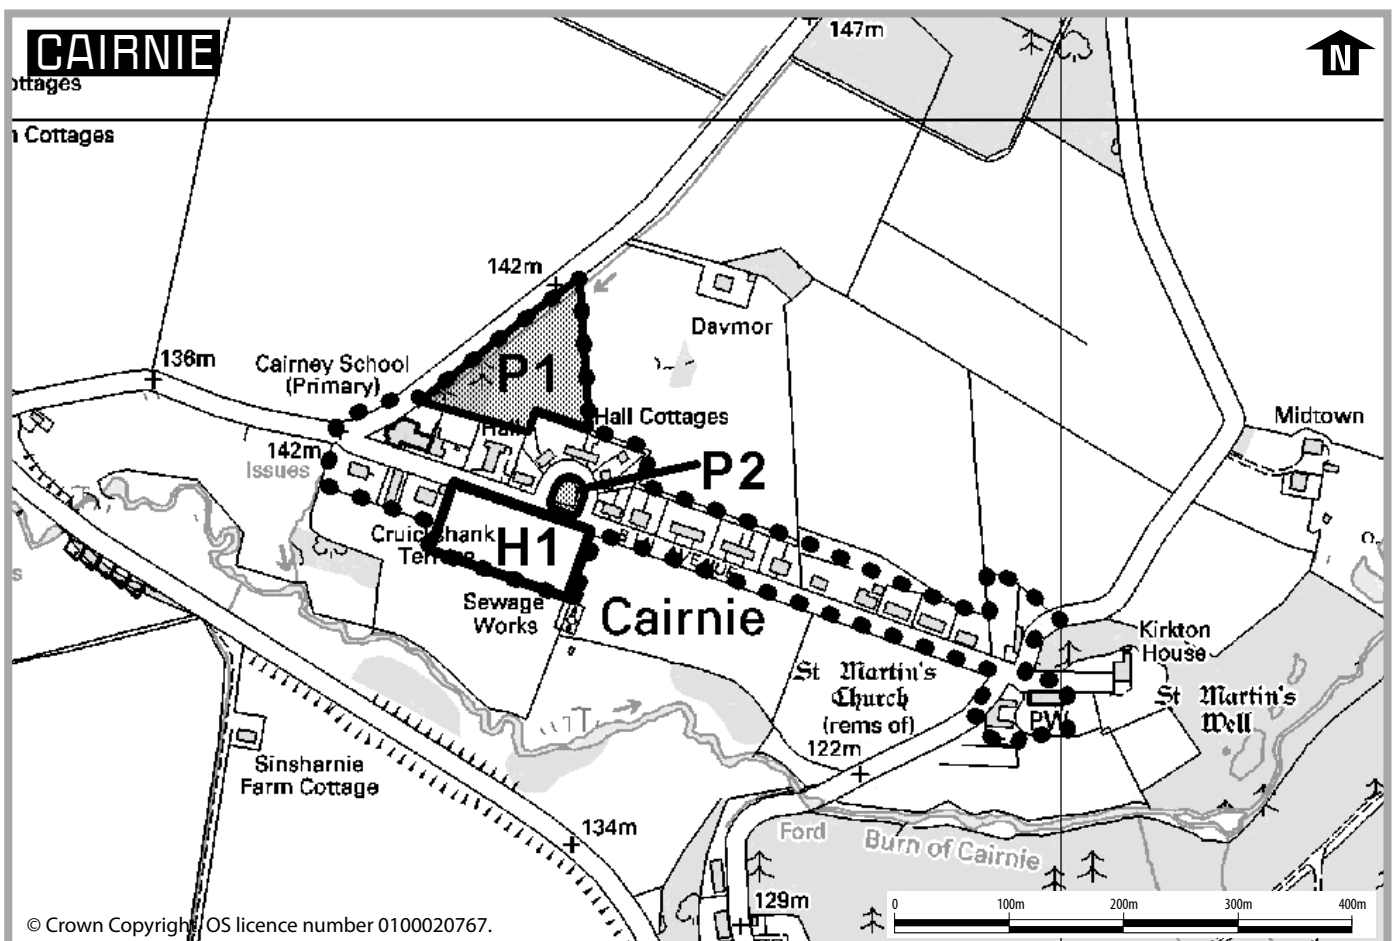 CAIRNIE
N
147m
ottages
Cottages
142m
Davmor
136m
Cairney School
(Primary)
P1
Hall
Hall Cottages
Midtown
142m
Issues
P2
Cruickshank
Terrace
H1
Sewage
Works
Cairnie
Kirkton
House
St Martin's
Church
(rems of)
St Martin's
Well
PW
122m
Sinsharnie
Farm Cottage
134m
Ford
Burn of Cairnie
129m
0 100m 200m 300m 400m
© Crown Copyright. OS licence number 0100020767.